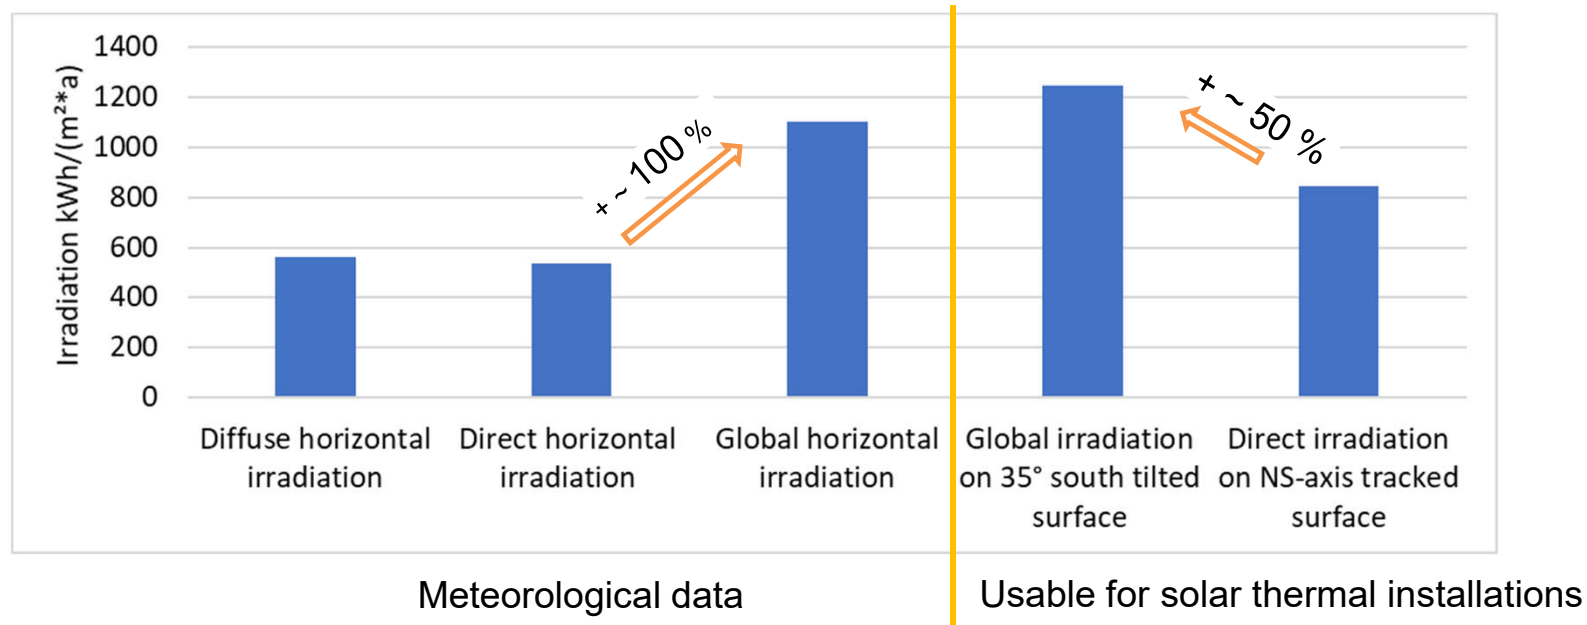 Irradiation kWh/(m²*a)
1400
1200
1000
800
600
400
200
0
+ ~ 100 %
+ ~ 50 %
Diffuse horizontal
irradiation
Direct horizontal
irradiation
Global horizontal
irradiation
Global irradiation
on 35° south tilted
surface
Direct irradiation
on NS-axis tracked
surface
Meteorological data
Usable for solar thermal installations